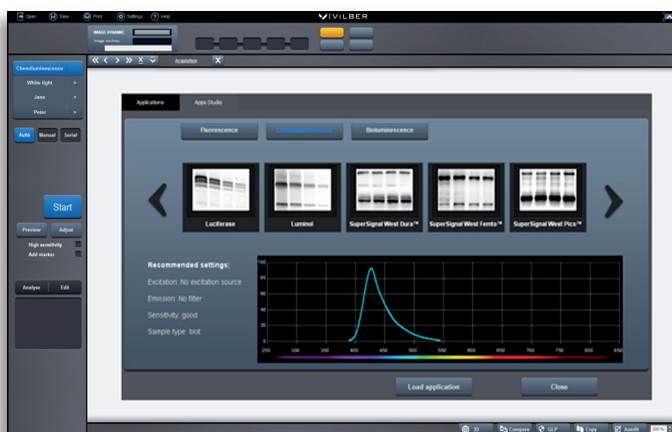 Open Save Print Settings Help VILBER
IMAGE DYNAMIC
Acquisition X
Chemiluminescence
White light
Jane
Peter
Auto Manual Serial
Start
Preview Adjust
High sensitivity
Add marker
Analyse Edit
Applications Apps Studio
Fluorescence Chemiluminescence Bioluminescence
Luciferase Luminol SuperSignal West Dura™ SuperSignal West Femto™ SuperSignal West Pico™
Recommended settings:
Excitation: No excitation source
Emission: No filter
Sensitivity: good
Sample type: blot
100
80
60
40
20
0
250 300 350 400 450 500 550 600 650 700 750 800 850
Load application Close
3D Compare GLP Copy Autofit